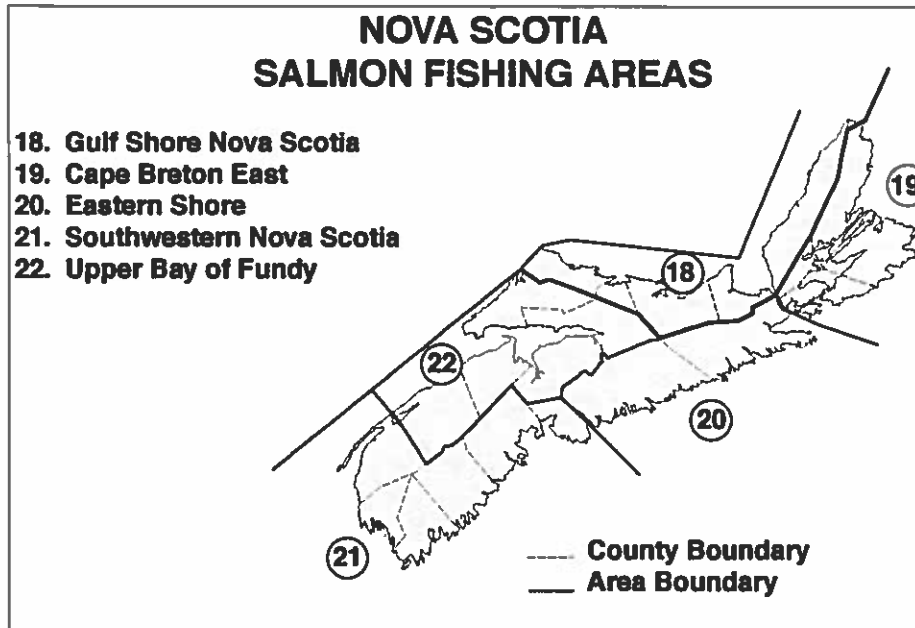 NOVA SCOTIA
SALMON FISHING AREAS
18. Gulf Shore Nova Scotia
19. Cape Breton East
20. Eastern Shore
21. Southwestern Nova Scotia
22. Upper Bay of Fundy
19
18
22
20
21
County Boundary
Area Boundary